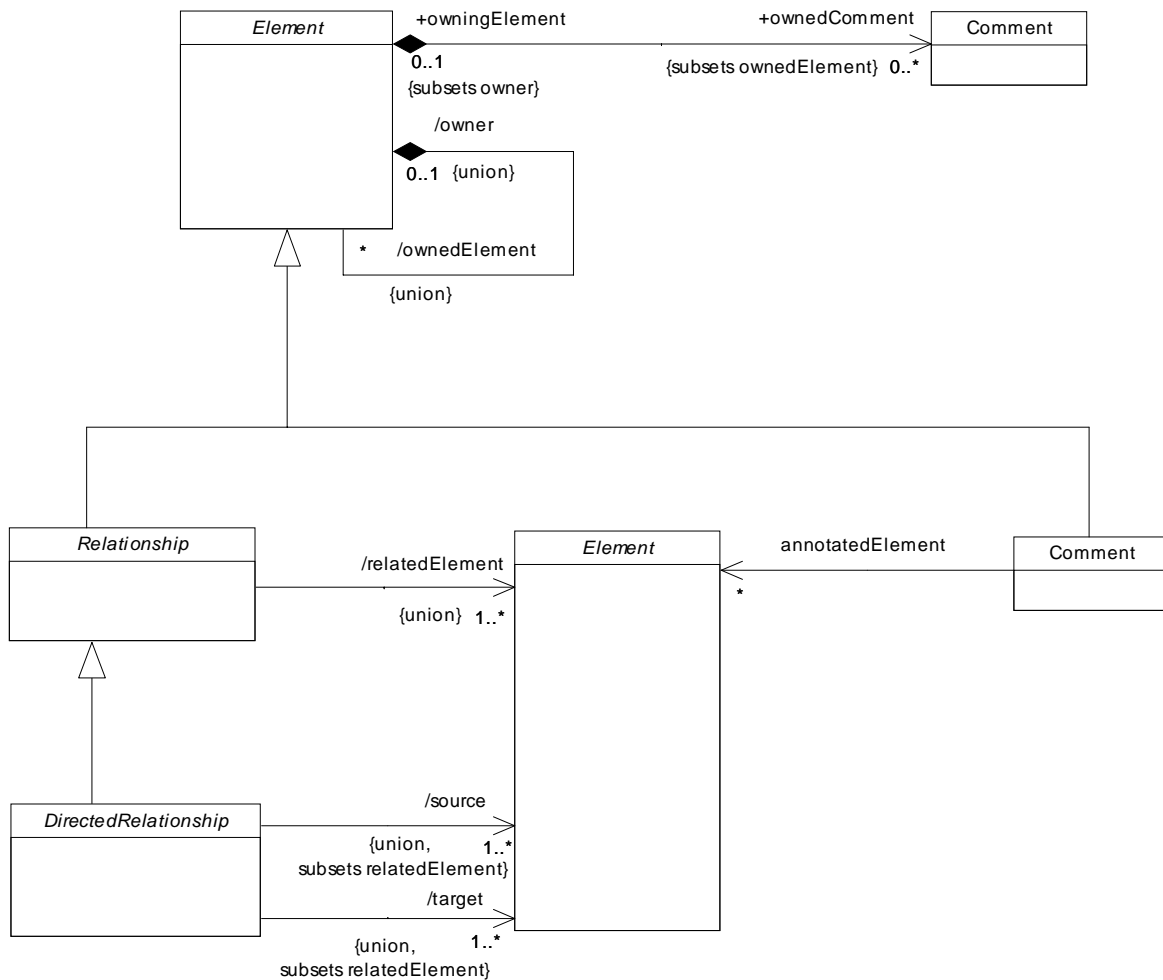 Element
+owningElement
+ownedComment
Comment
0..1
{subsets ownedElement} 0..*
{subsets owner}
/owner
0..1 {union}
* /ownedElement
{union}
Relationship
Element
annotatedElement
Comment
/relatedElement
*
{union} 1..*
DirectedRelationship
/source
{union, 1..*
subsets relatedElement}
/target
{union, 1..*
subsets relatedElement}